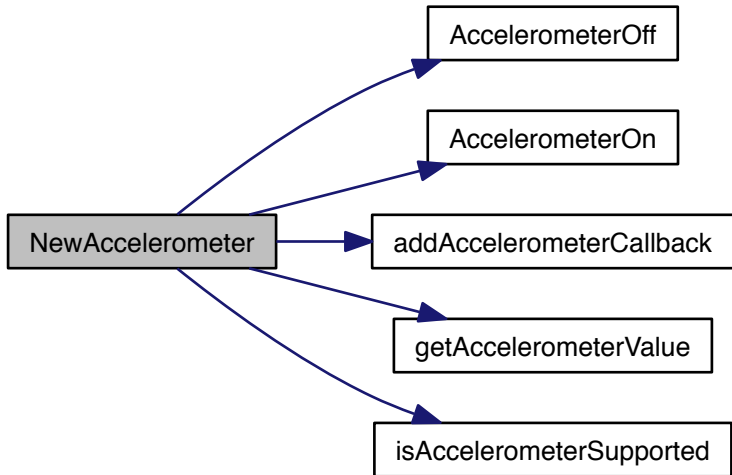 AccelerometerOff
AccelerometerOn
NewAccelerometer
addAccelerometerCallback
getAccelerometerValue
isAccelerometerSupported